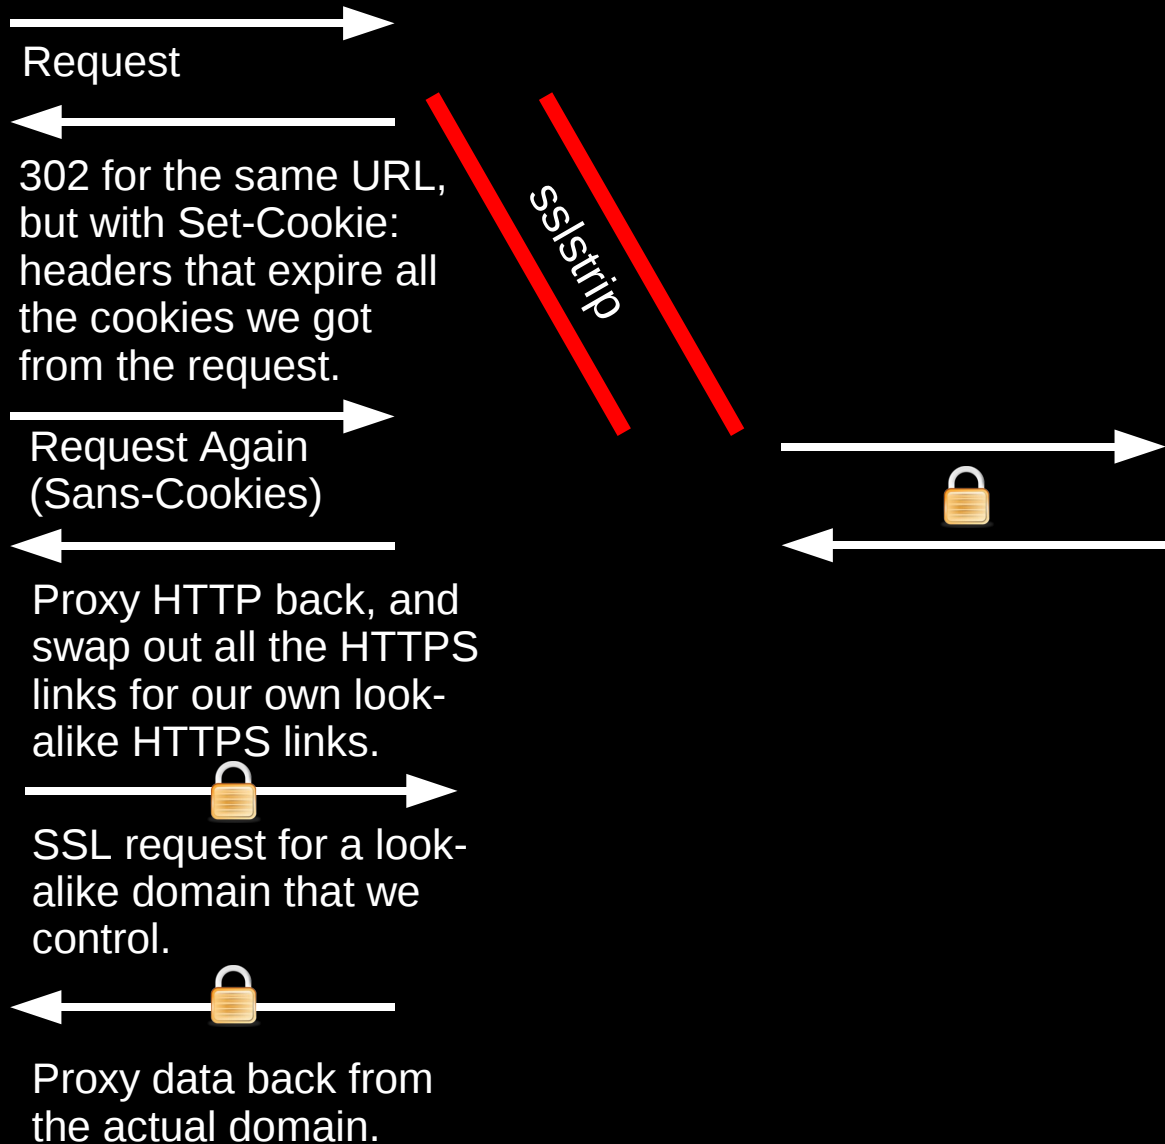 Request
302 for the same URL,
but with Set-Cookie:
headers that expire all
the cookies we got
from the request.
sslstrip
Request Again
(Sans-Cookies)
Proxy HTTP back, and
swap out all the HTTPS
links for our own look-
alike HTTPS links.
SSL request for a look-
alike domain that we
control.
Proxy data back from
the actual domain.